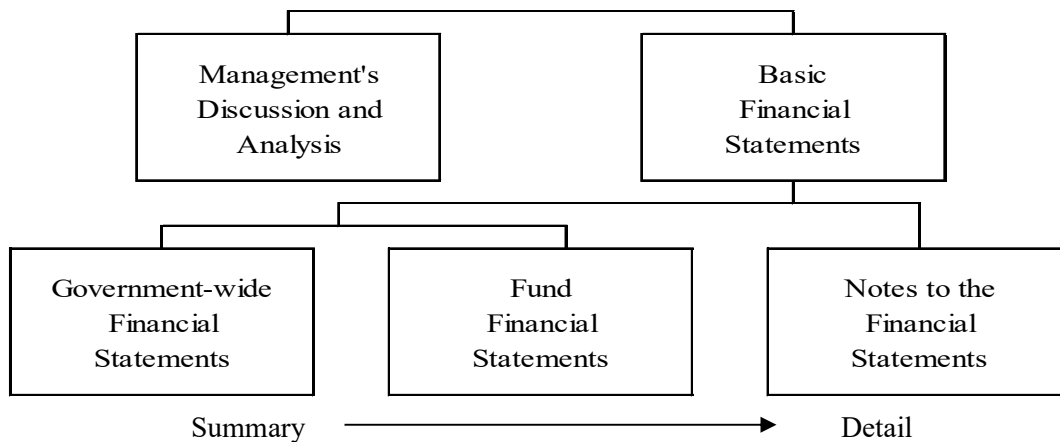 Management's
Discussion and
Analysis
Basic
Financial
Statements
Government-wide
Financial
Statements
Fund
Financial
Statements
Notes to the
Financial
Statements
Summary
Detail